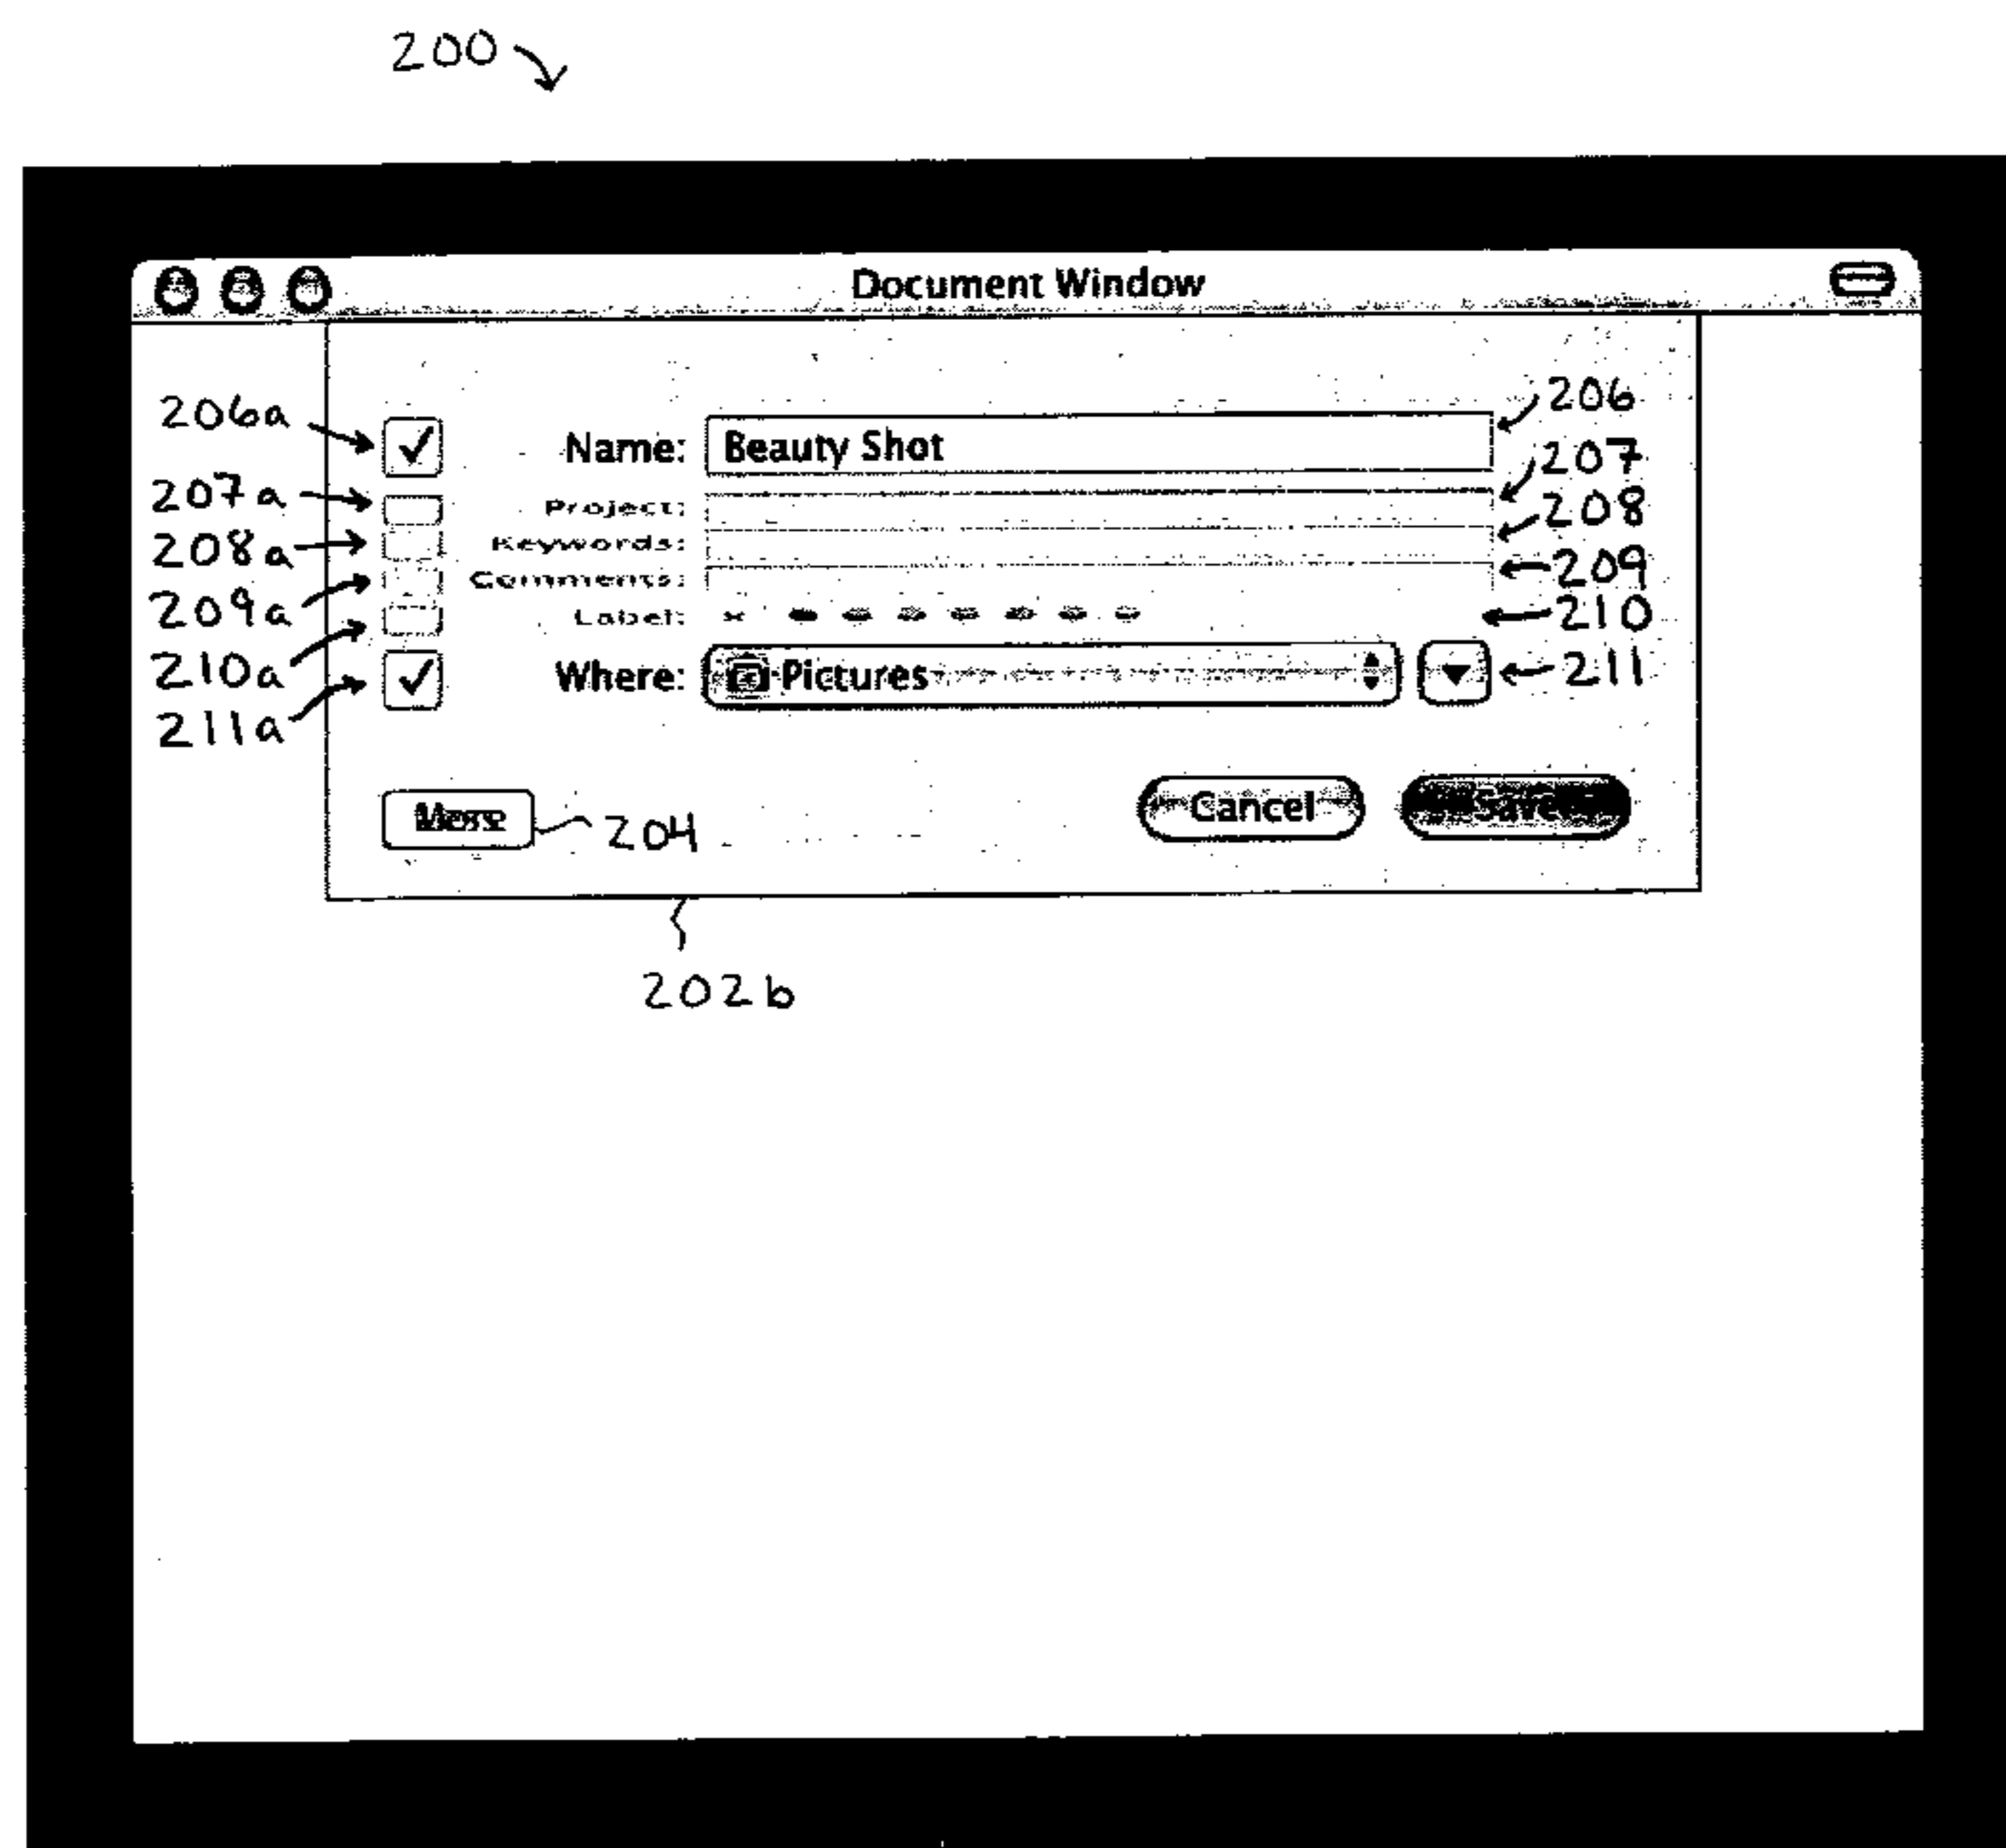 200
Document Window
206a Name: Beauty Shot 206
207a Project: 207
208a Keywords: 208
209a Comments: 209
210a Label: × 210
211a Where: Pictures 211
204 Cancel Save
202b